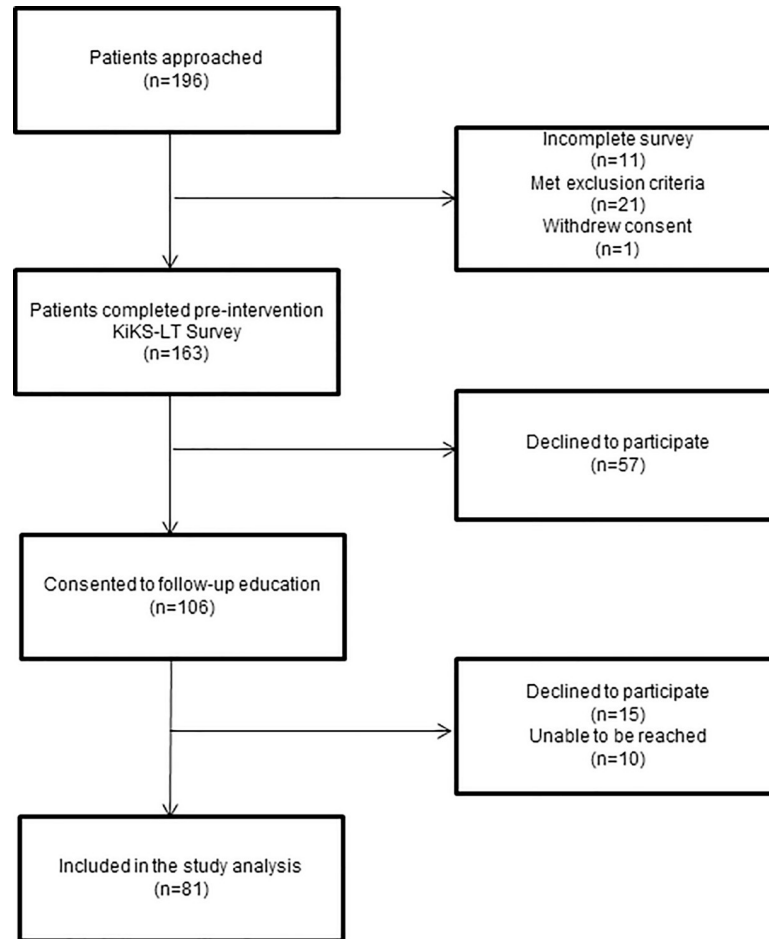 Patients approached
(n=196)
Incomplete survey
(n=11)
Met exclusion criteria
(n=21)
Withdrew consent
(n=1)
Patients completed pre-intervention
KiKS-LT Survey
(n=163)
Declined to participate
(n=57)
Consented to follow-up education
(n=106)
Declined to participate
(n=15)
Unable to be reached
(n=10)
Included in the study analysis
(n=81)